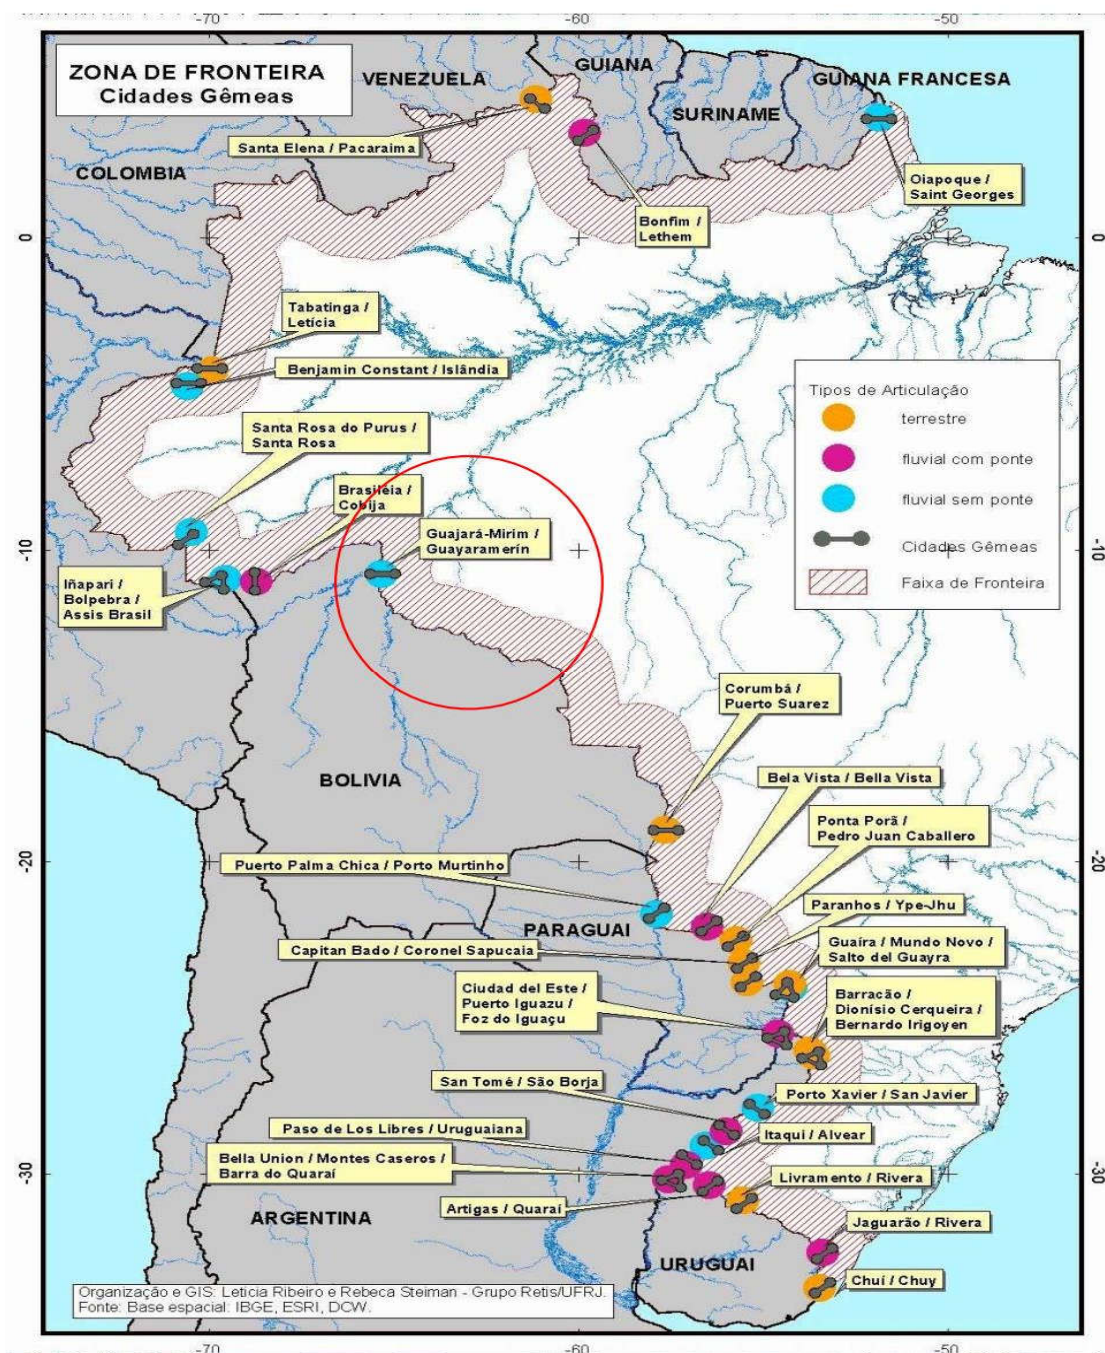 -70
-60
-50
ZONA DE FRONTEIRA
Cidades Gêmeas
VENEZUELA
GUIANA
GUIANA FRANCESA
SURINAME
COLOMBIA
Santa Elena / Pacaraima
Oiapoque /
Saint Georges
Bonfim /
Lethem
0
0
Tabatinga /
Letícia
Benjamin Constant / Islândia
Tipos de Articulação
terrestre
fluvial com ponte
fluvial sem ponte
Cidades Gêmeas
Faixa de Fronteira
Santa Rosa do Purus /
Santa Rosa
Brasiléia /
Cobija
Guajará-Mirim /
Guayaramerín
-10
-10
Iñapari /
Bolpebra /
Assis Brasil
Corumbá /
Puerto Suarez
BOLIVIA
Bela Vista / Bella Vista
Ponta Porã /
Pedro Juan Caballero
-20
-20
Puerto Palma Chica / Porto Murtinho
Paranhos / Ype-Jhu
PARAGUAI
Capitan Bado / Coronel Sapucaia
Guaíra / Mundo Novo /
Salto del Guayra
Ciudad del Este /
Puerto Iguazu /
Foz do Iguaçu
Barracão /
Dionísio Cerqueira /
Bernardo Irigoyen
San Tomé / São Borja
Porto Xavier / San Javier
Paso de Los Libres / Uruguaiana
Itaqui / Alvear
Bella Union / Montes Caseros /
Barra do Quaraí
-30
-30
Livramento / Rivera
Artigas / Quaraí
ARGENTINA
Jaguarão / Rivera
URUGUAI
Chuí / Chuy
Organização e GIS: Leticia Ribeiro e Rebeca Steiman - Grupo Retis/UFRJ.
Fonte: Base espacial: IBGE, ESRI, DCW.
-70
-60
-50